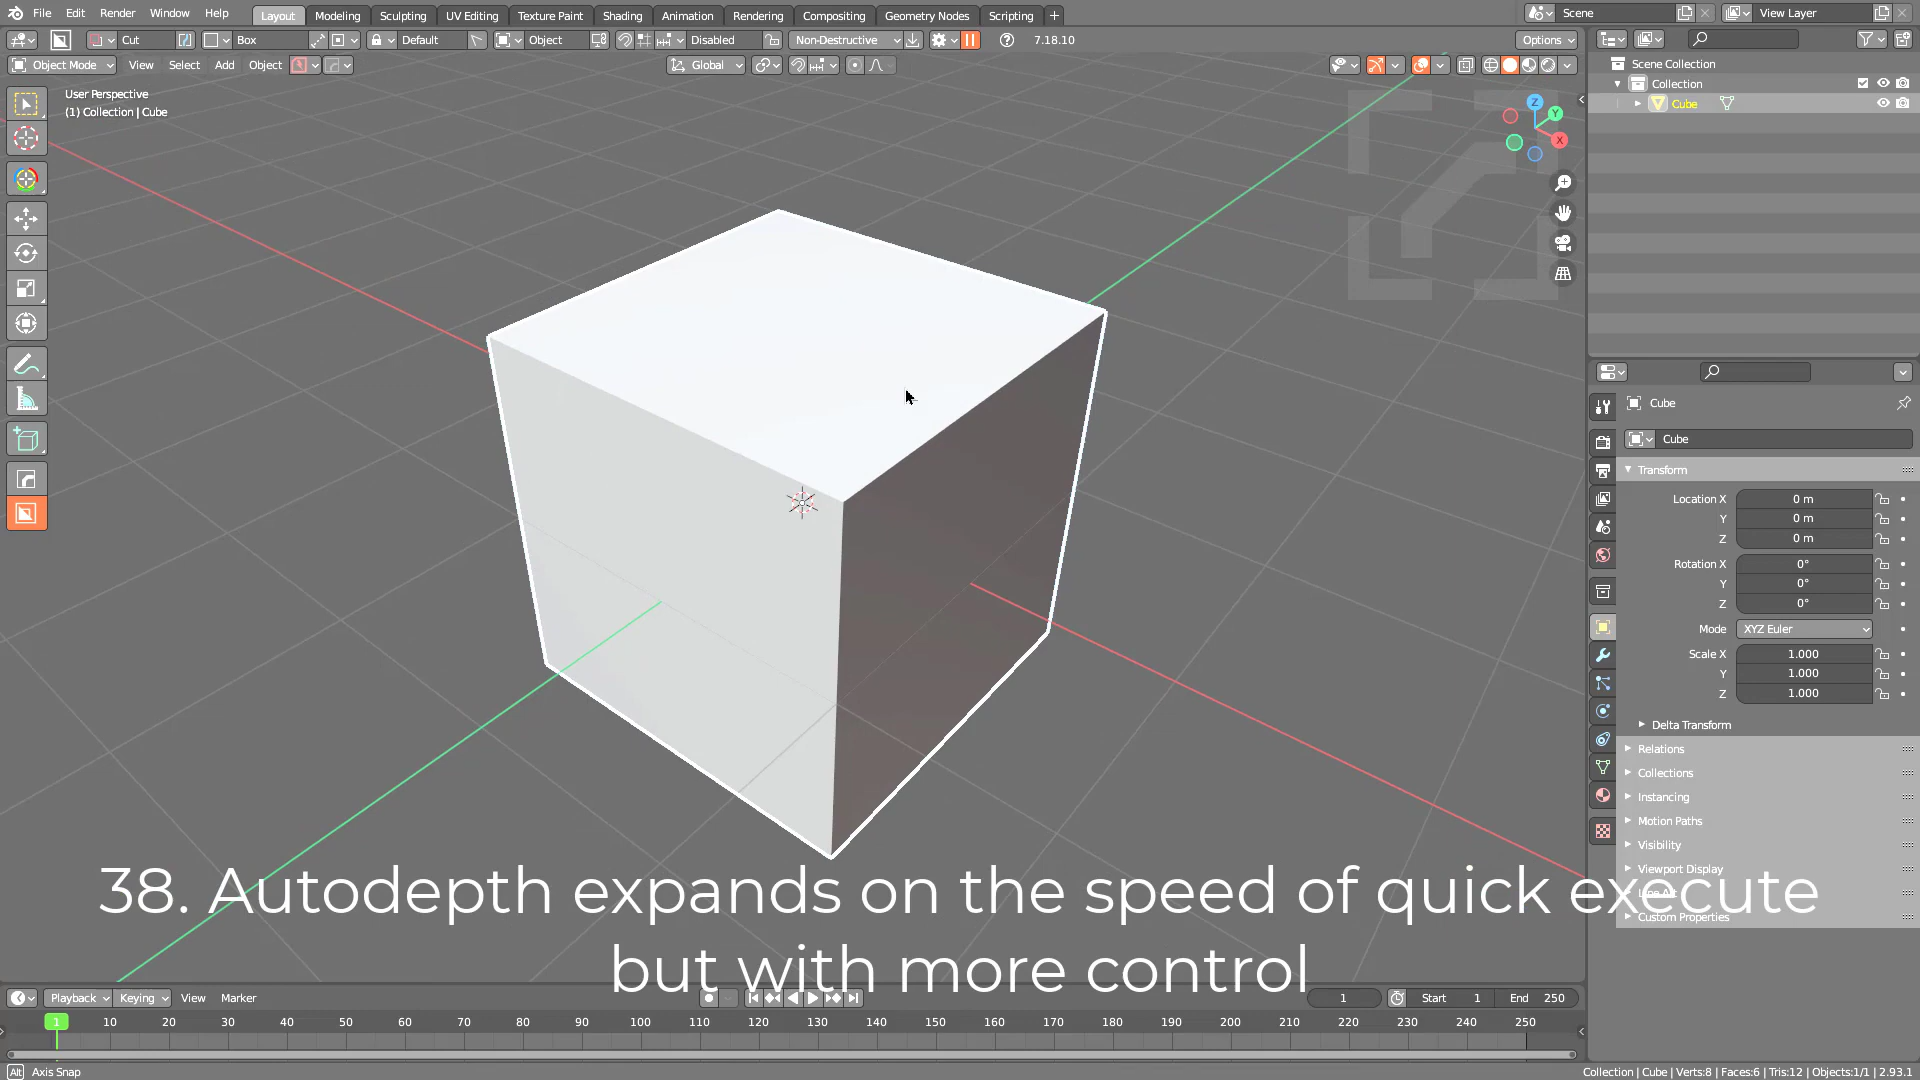 File Edit Render Window Help Layout Modeling Sculpting UV Editing Texture Paint Shading Animation Rendering Compositing Geometry Nodes Scripting + Scene View Layer
Cut Box Default Object Disabled Non-Destructive 7.18.10 Options
Object Mode View Select Add Object Global
User Perspective
(1) Collection | Cube
Z
Y
X
Scene Collection
Collection
Cube
Cube
Cube
Transform
Location X 0 m
Y 0 m
Z 0 m
Rotation X 0°
Y 0°
Z 0°
Mode XYZ Euler
Scale X 1.000
Y 1.000
Z 1.000
Delta Transform
Relations
Collections
Instancing
Motion Paths
Visibility
Viewport Display
Custom Properties
38. Autodepth expands on the speed of quick execute
but with more control
Playback Keying View Marker 1 Start 1 End 250
1 10 20 30 40 50 60 70 80 90 100 110 120 130 140 150 160 170 180 190 200 210 220 230 240 250
Alt Axis Snap
Collection | Cube | Verts:8 | Faces:6 | Tris:12 | Objects:1/1 | 2.93.1